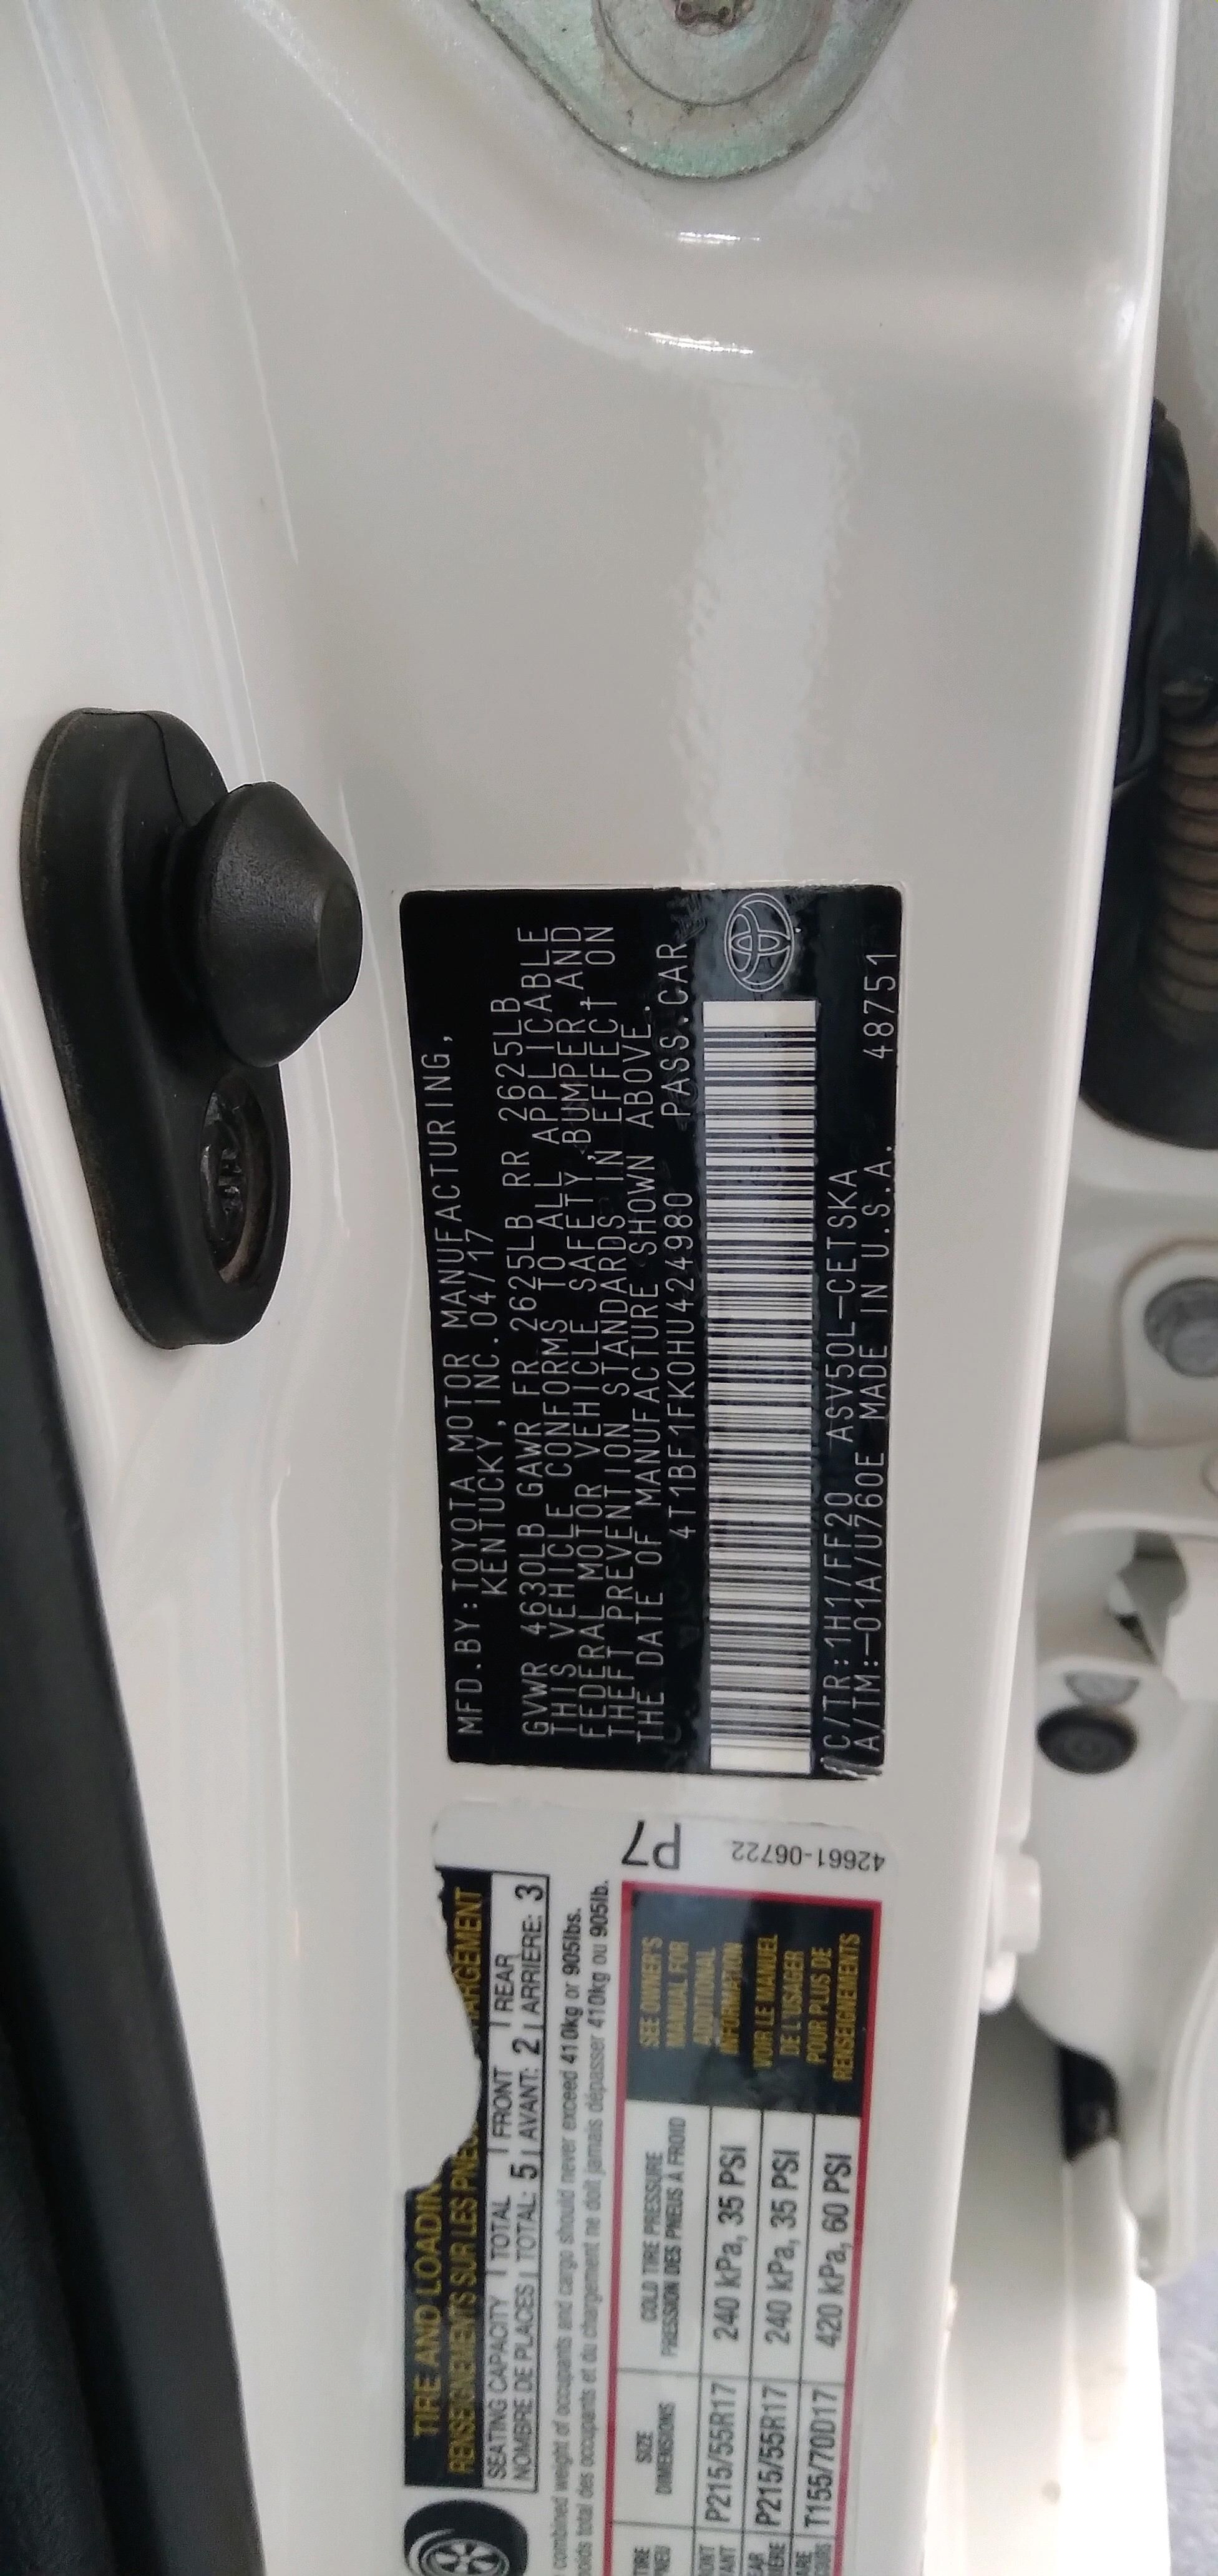 MFD.BY:TOYOTA MOTOR MANUFACTURING,
KENTUCKY,INC.04/17
GVWR 4630LB GAWR FR 2625LB RR 2625LB
THIS VEHICLE CONFORMS TO ALL APPLICABLE
FEDERAL MOTOR VEHICLE SAFETY,BUMPER,AND
THEFT PREVENTION STANDARDS IN EFFECT ON
THE DATE OF MANUFACTURE SHOWN ABOVE.
4T1BF1FK0HU424980 PASS.CAR
C/TR:1H1/FF20 ASV50L-CETSKA
A/TM:-01A/U760E MADE IN U.S.A. 48751
P7
42661-06722
TIRE AND LOADIN
RENSEIGNEMENTS SUR LES PNEU ARGEMENT
SEATING CAPACITY TOTAL FRONT REAR
NOMBRE DE PLACES TOTAL: 5 AVANT: 2 ARRIERE: 3
combined weight of occupants and cargo should never exceed 410kg or 905lbs.
poids total des occupants et du chargement ne doit jamais dépasser 410kg ou 905lb.
TIRE
PNEU
SIZE
DIMENSIONS
COLD TIRE PRESSURE
PRESSION DES PNEUS A FROID
P215/55R17 240 kPa, 35 PSI
P215/55R17 240 kPa, 35 PSI
T155/70D17 420 kPa, 60 PSI
SEE OWNER'S
MANUAL FOR
ADDITIONAL
INFORMATION
VOIR LE MANUEL
DE L'USAGER
POUR PLUS DE
RENSEIGNEMENTS